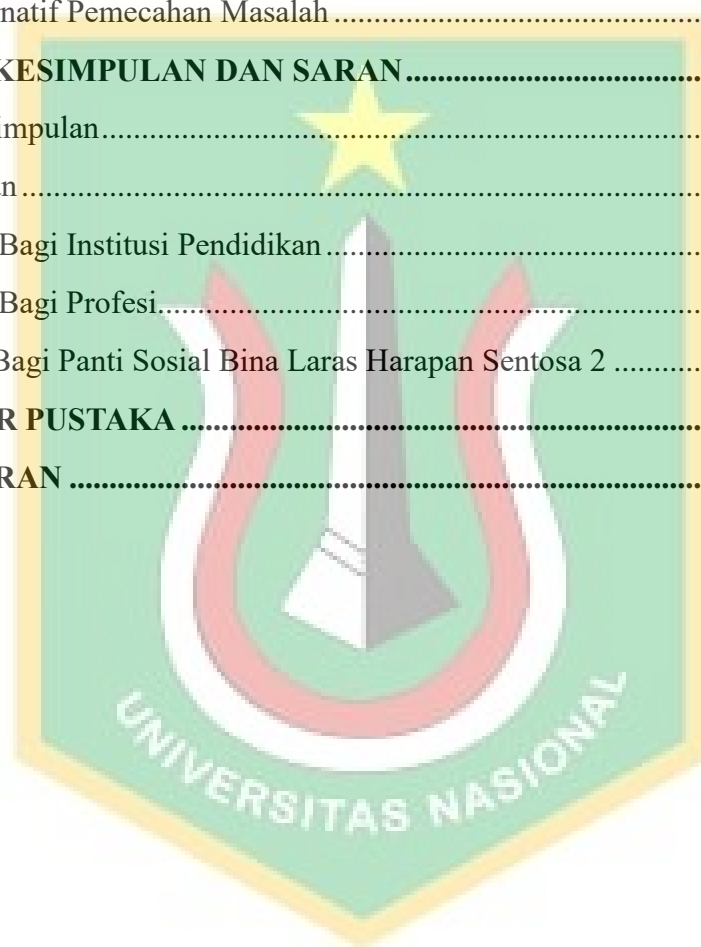 natif Pemecahan Masalah ..............................................
KESIMPULAN DAN SARAN.....................................
impulan...........................................................................
n .....................................................................................
Bagi Institusi Pendidikan ...............................................
Bagi Profesi....................................................................
Bagi Panti Sosial Bina Laras Harapan Sentosa 2 ...........
R PUSTAKA .................................................................
RAN ...............................................................................
UNIVERSITAS NASIONAL